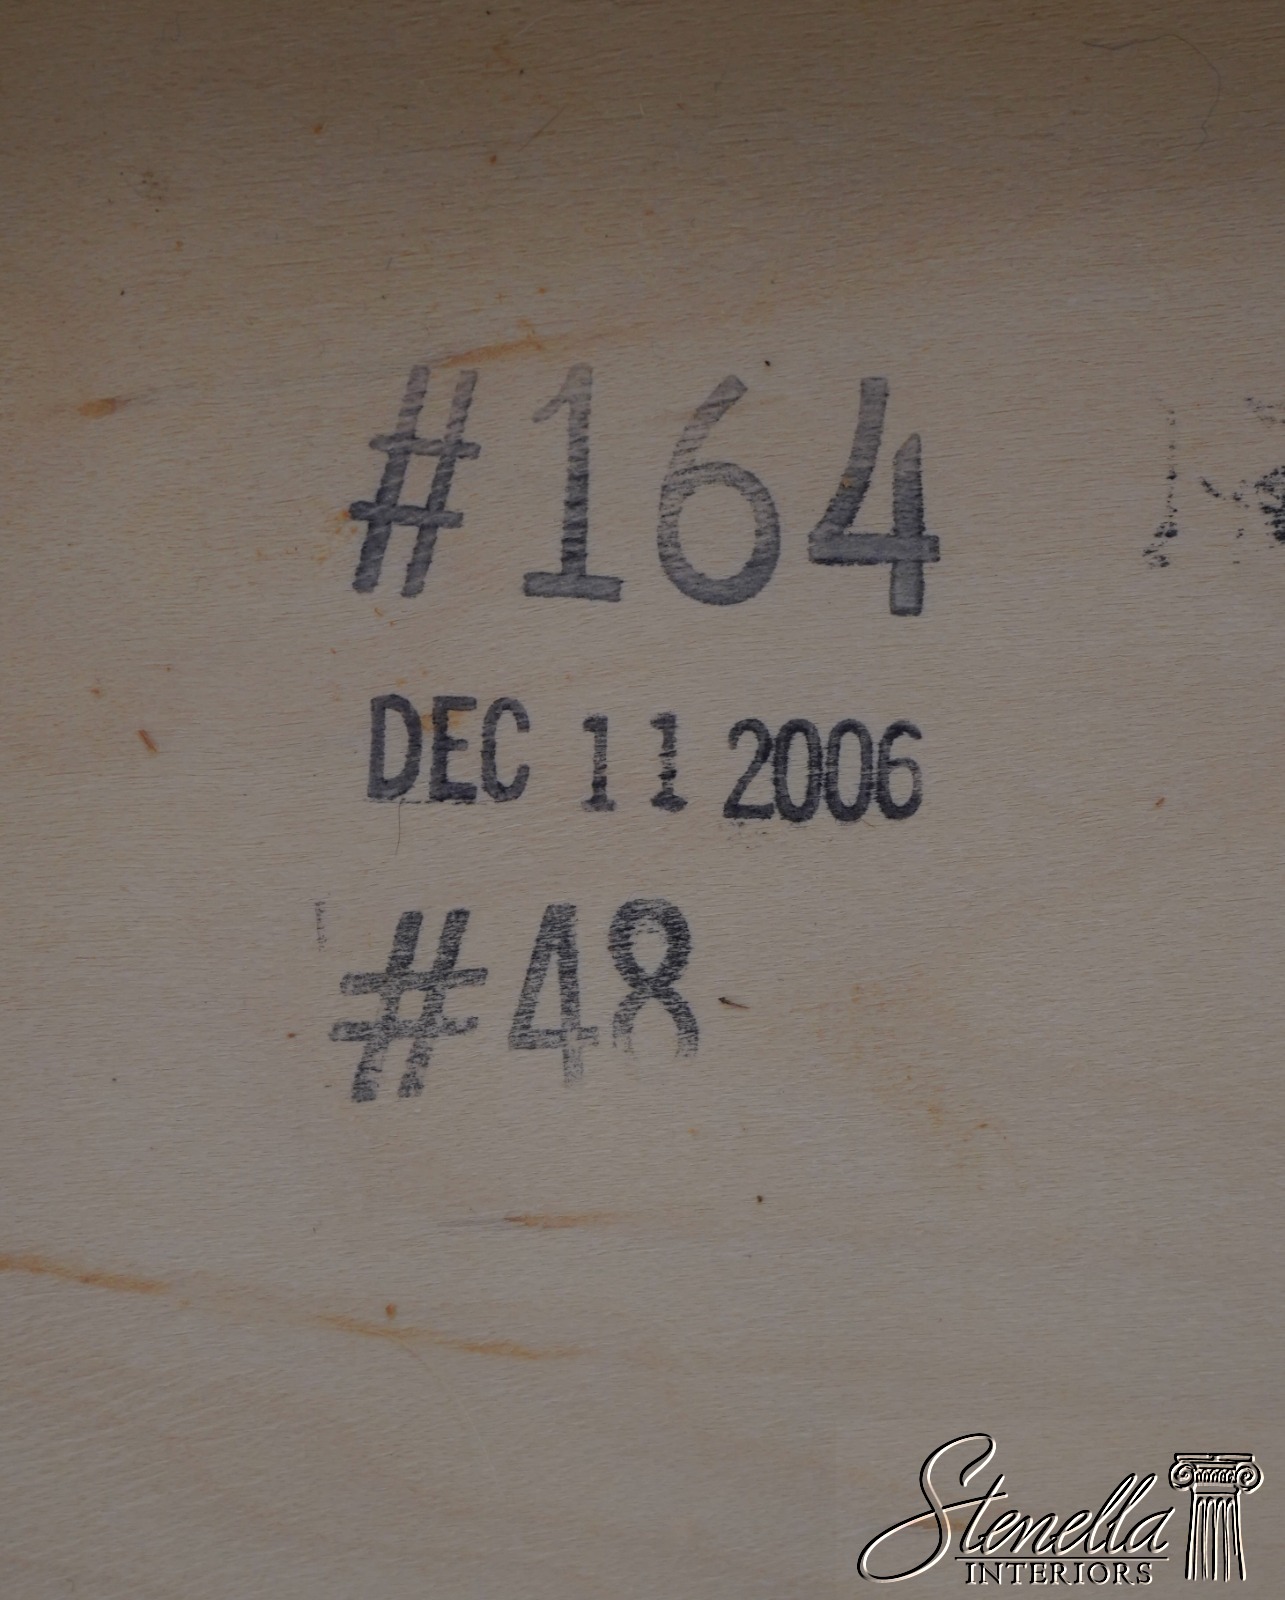 #164
DEC 11 2006
#48
Stenella
INTERIORS